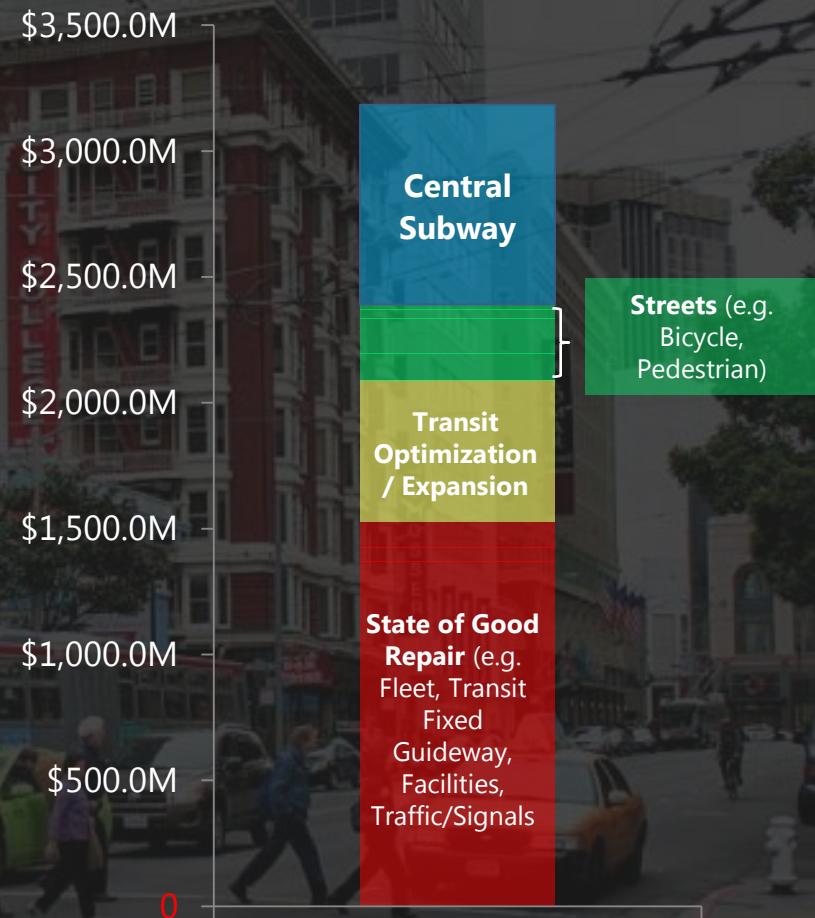 $3,500.0M
$3,000.0M
$2,500.0M
$2,000.0M
$1,500.0M
$1,000.0M
$500.0M
0
Central
Subway
Streets (e.g.
Bicycle,
Pedestrian)
Transit
Optimization
/ Expansion
State of Good
Repair (e.g.
Fleet, Transit
Fixed
Guideway,
Facilities,
Traffic/Signals